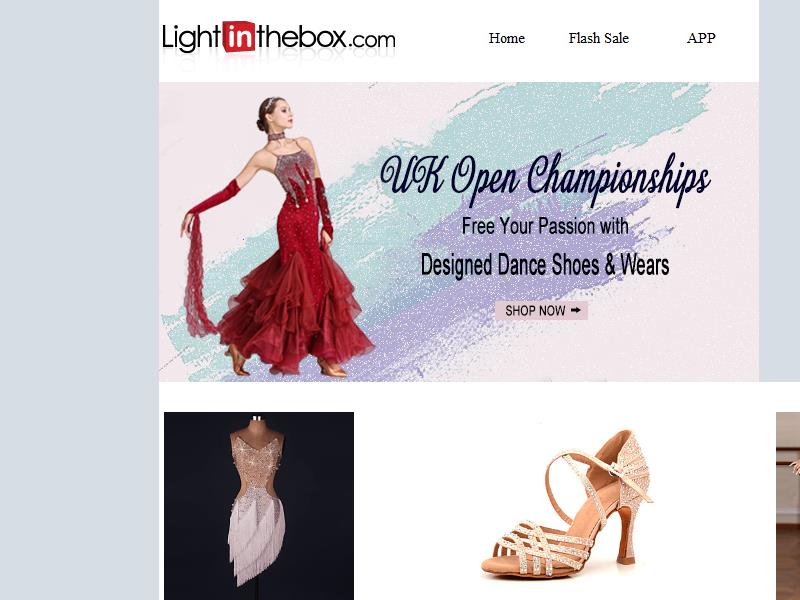 Lightinthebox.com
Home Flash Sale APP
UK Open Championships
Free Your Passion with
Designed Dance Shoes & Wears
SHOP NOW ➡